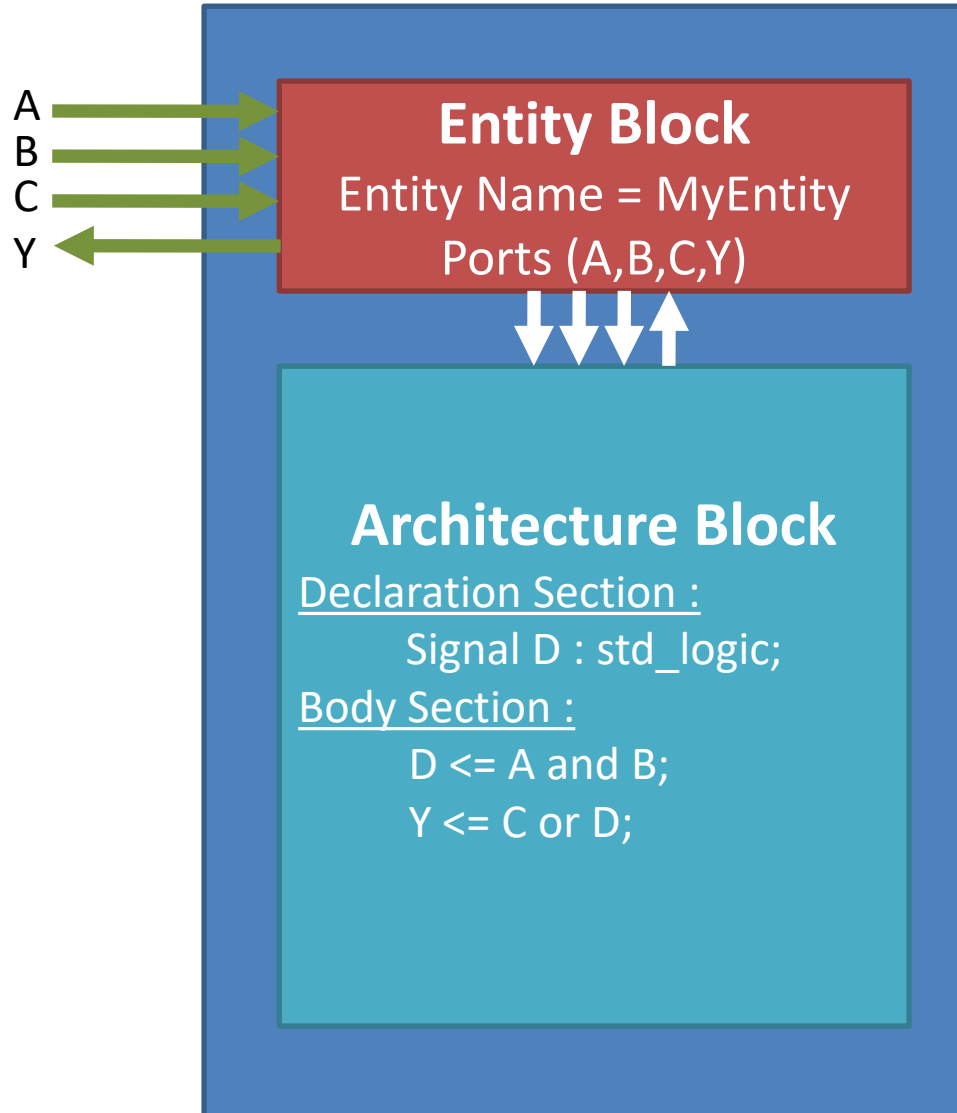 A
B
C
Y
Entity Block
Entity Name = MyEntity
Ports (A,B,C,Y)
Architecture Block
Declaration Section :
Signal D : std_logic;
Body Section :
D <= A and B;
Y <= C or D;